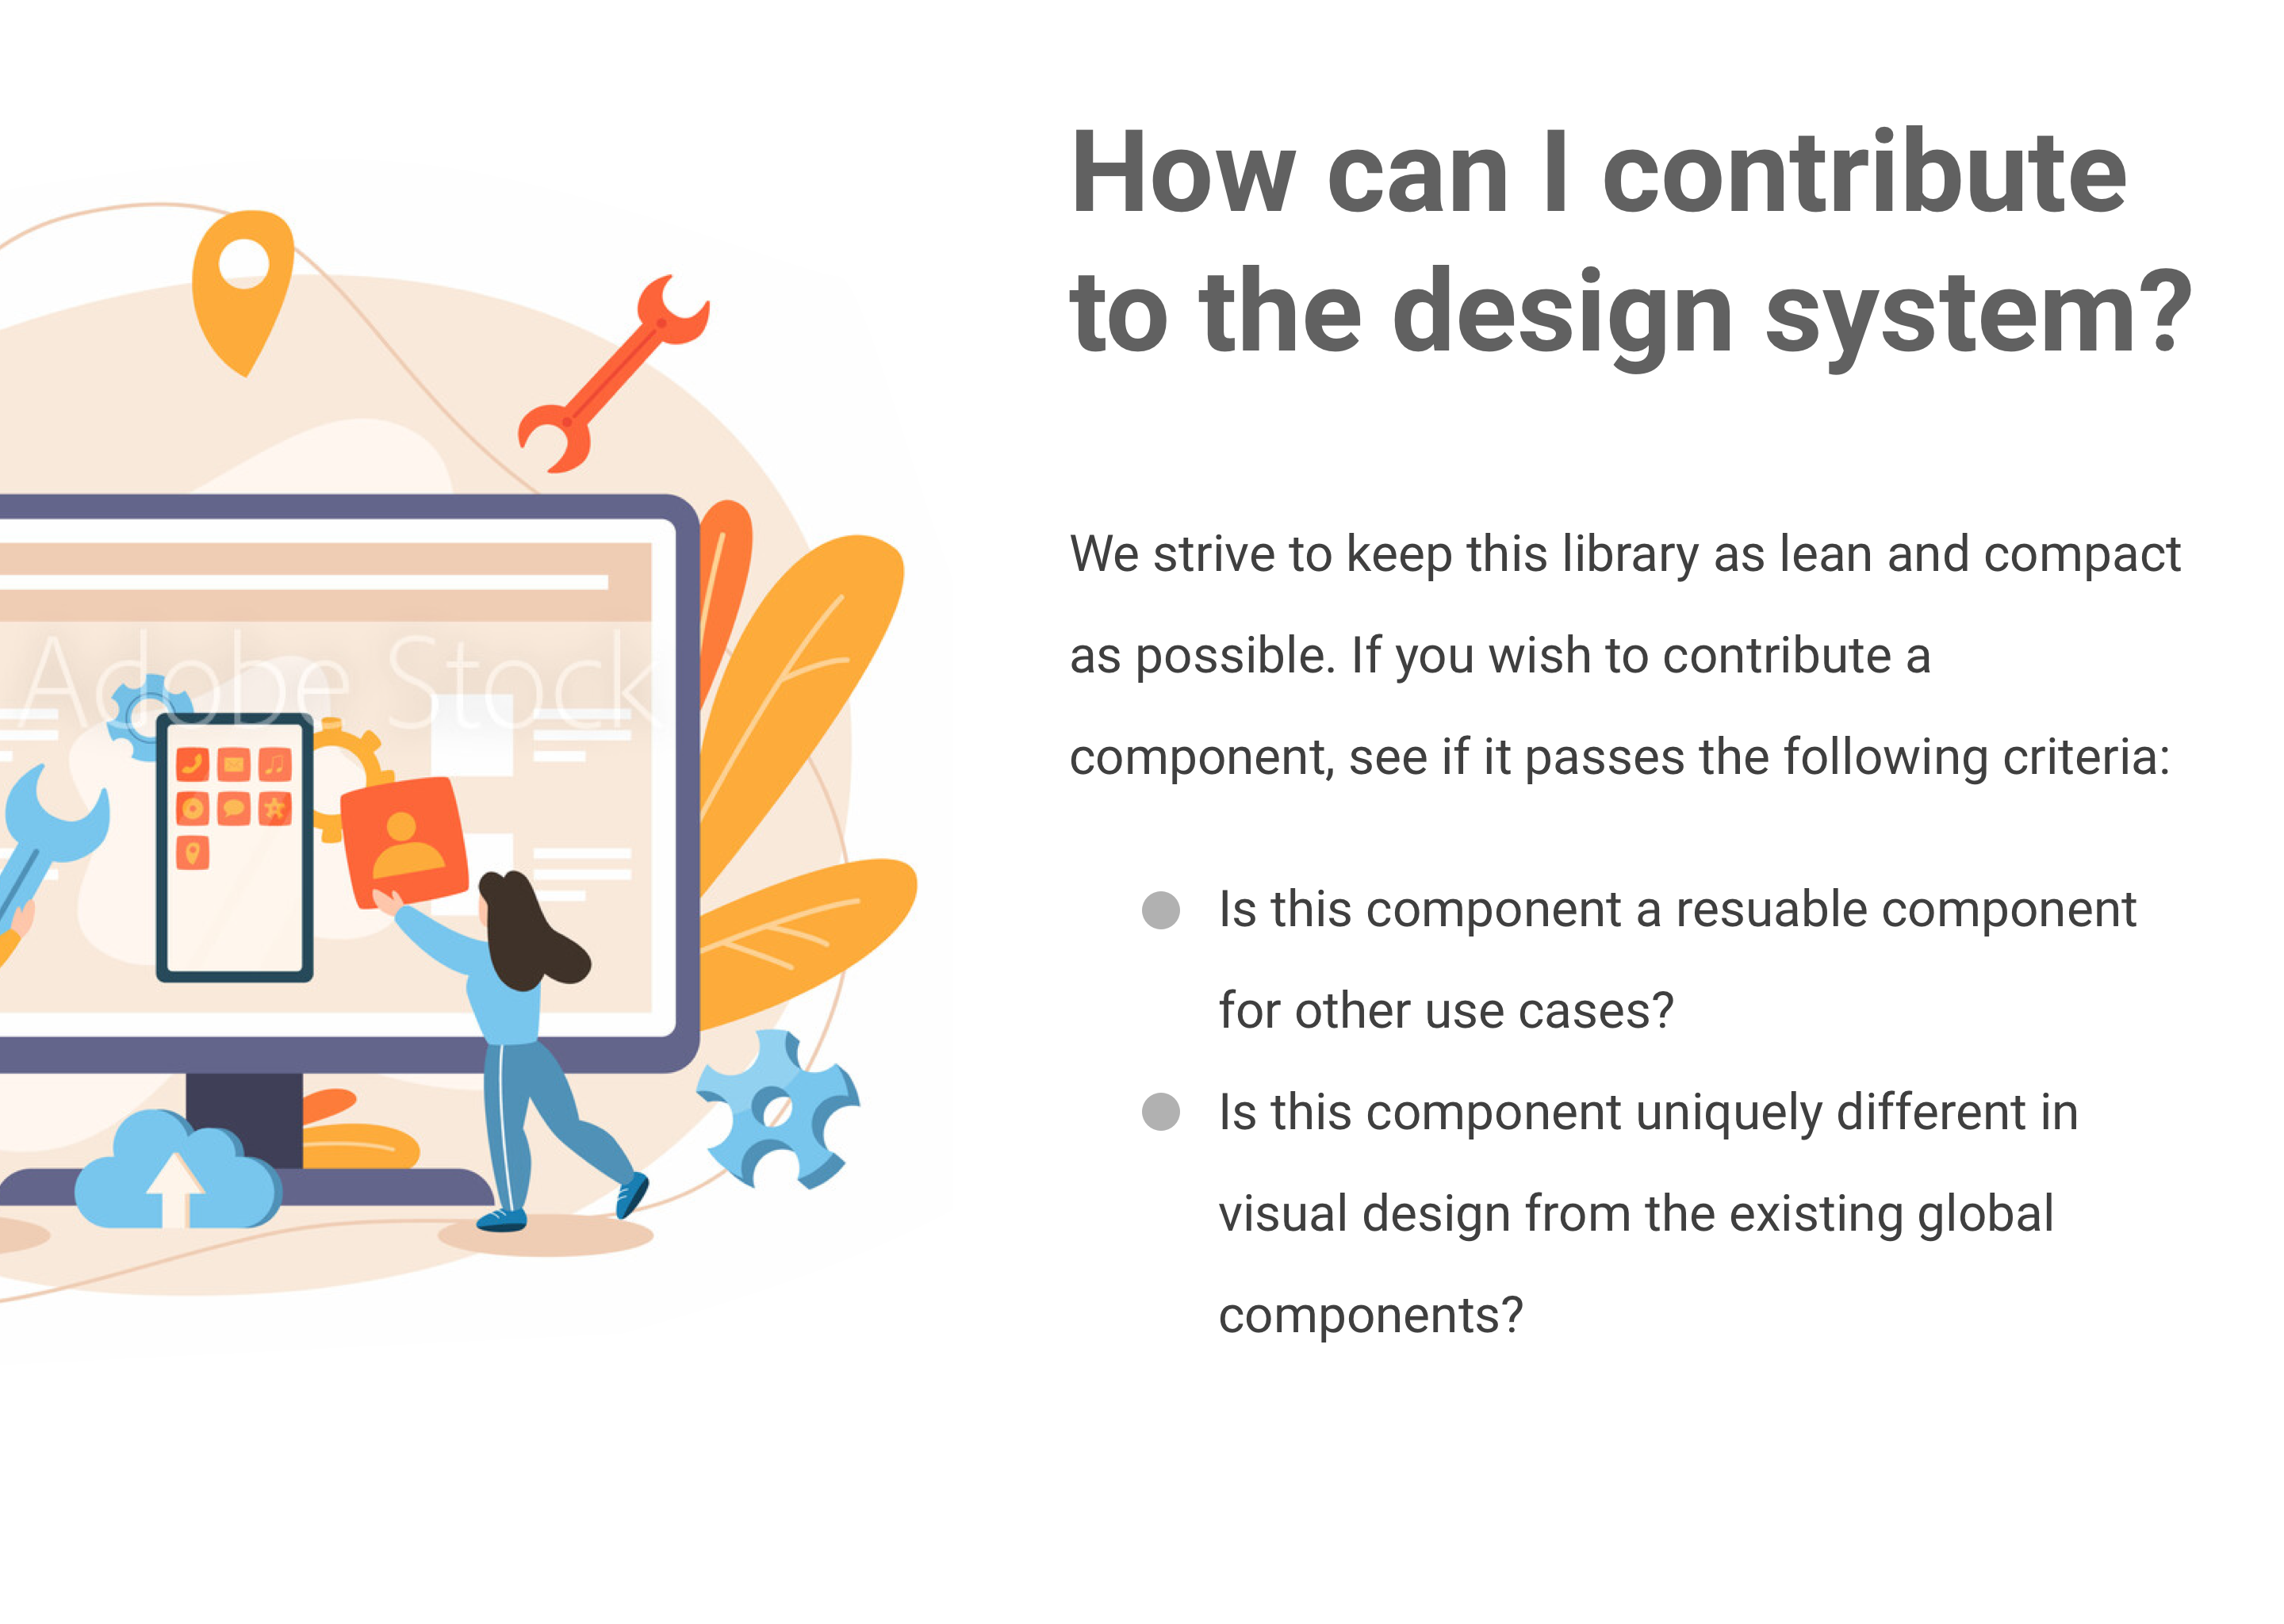 How can I contribute
to the design system?
We strive to keep this library as lean and compact
as possible. If you wish to contribute a
component, see if it passes the following criteria:
Is this component a resuable component
for other use cases?
Is this component uniquely different in
visual design from the existing global
components?
Adobe Stock